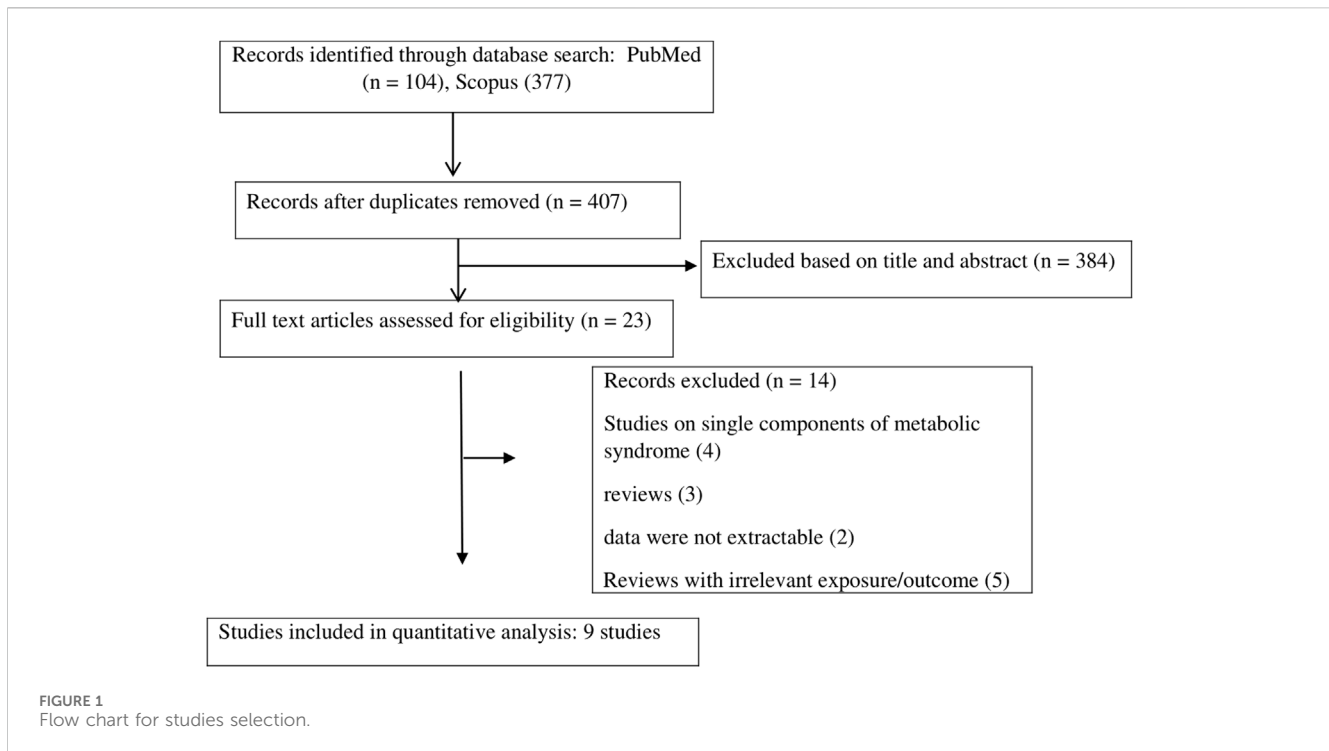 Records identified through database search: PubMed
(n = 104), Scopus (377)
Records after duplicates removed (n = 407)
Excluded based on title and abstract (n = 384)
Full text articles assessed for eligibility (n = 23)
Records excluded (n = 14)
Studies on single components of metabolic
syndrome (4)
reviews (3)
data were not extractable (2)
Reviews with irrelevant exposure/outcome (5)
Studies included in quantitative analysis: 9 studies
FIGURE 1
Flow chart for studies selection.